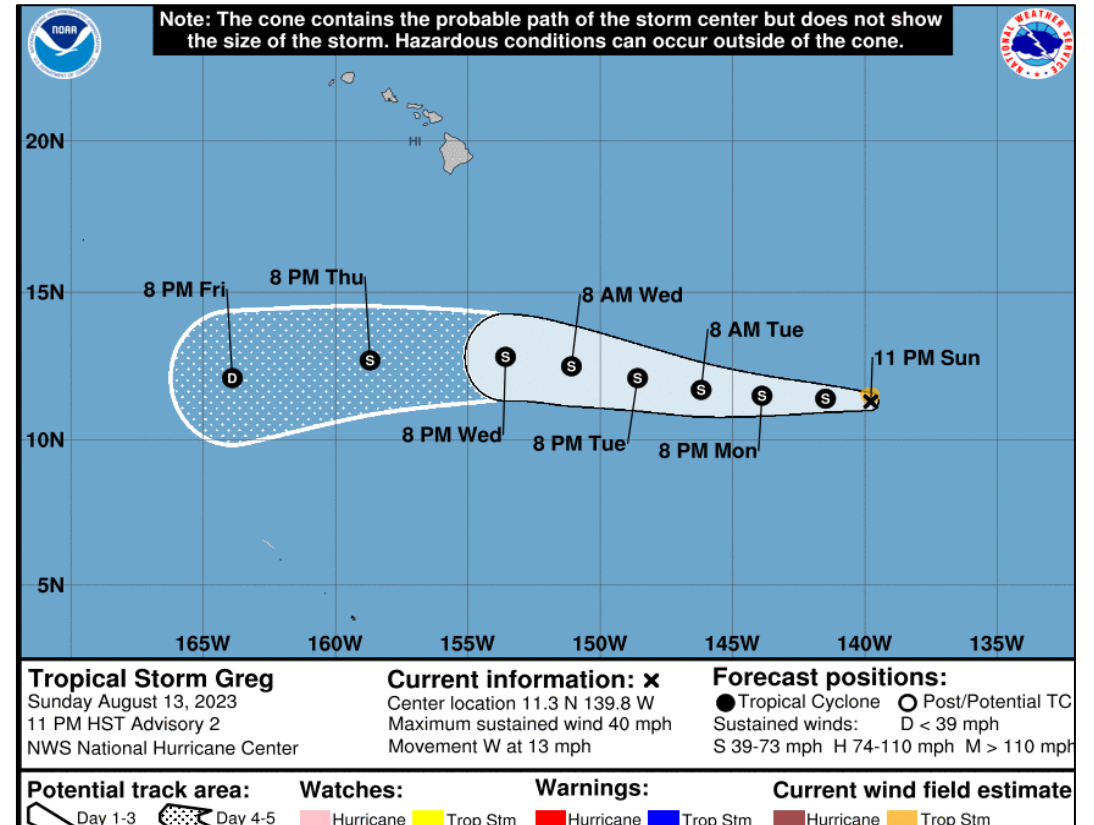 Note: The cone contains the probable path of the storm center but does not show
the size of the storm. Hazardous conditions can occur outside of the cone.
NOAA
NATIONAL WEATHER SERVICE
20N
HI
15N
10N
5N
8 PM Fri
8 PM Thu
8 AM Wed
8 AM Tue
11 PM Sun
D
S
S
S
S
S
S
S
8 PM Wed
8 PM Tue
8 PM Mon
165W
160W
155W
150W
145W
140W
135W
Tropical Storm Greg
Sunday August 13, 2023
11 PM HST Advisory 2
NWS National Hurricane Center
Current information: x
Center location 11.3 N 139.8 W
Maximum sustained wind 40 mph
Movement W at 13 mph
Forecast positions:
Tropical Cyclone Post/Potential TC
Sustained winds: D < 39 mph
S 39-73 mph H 74-110 mph M > 110 mph
Potential track area:
Day 1-3 Day 4-5
Watches:
Hurricane Trop Stm
Warnings:
Hurricane Trop Stm
Current wind field estimate
Hurricane Trop Stm